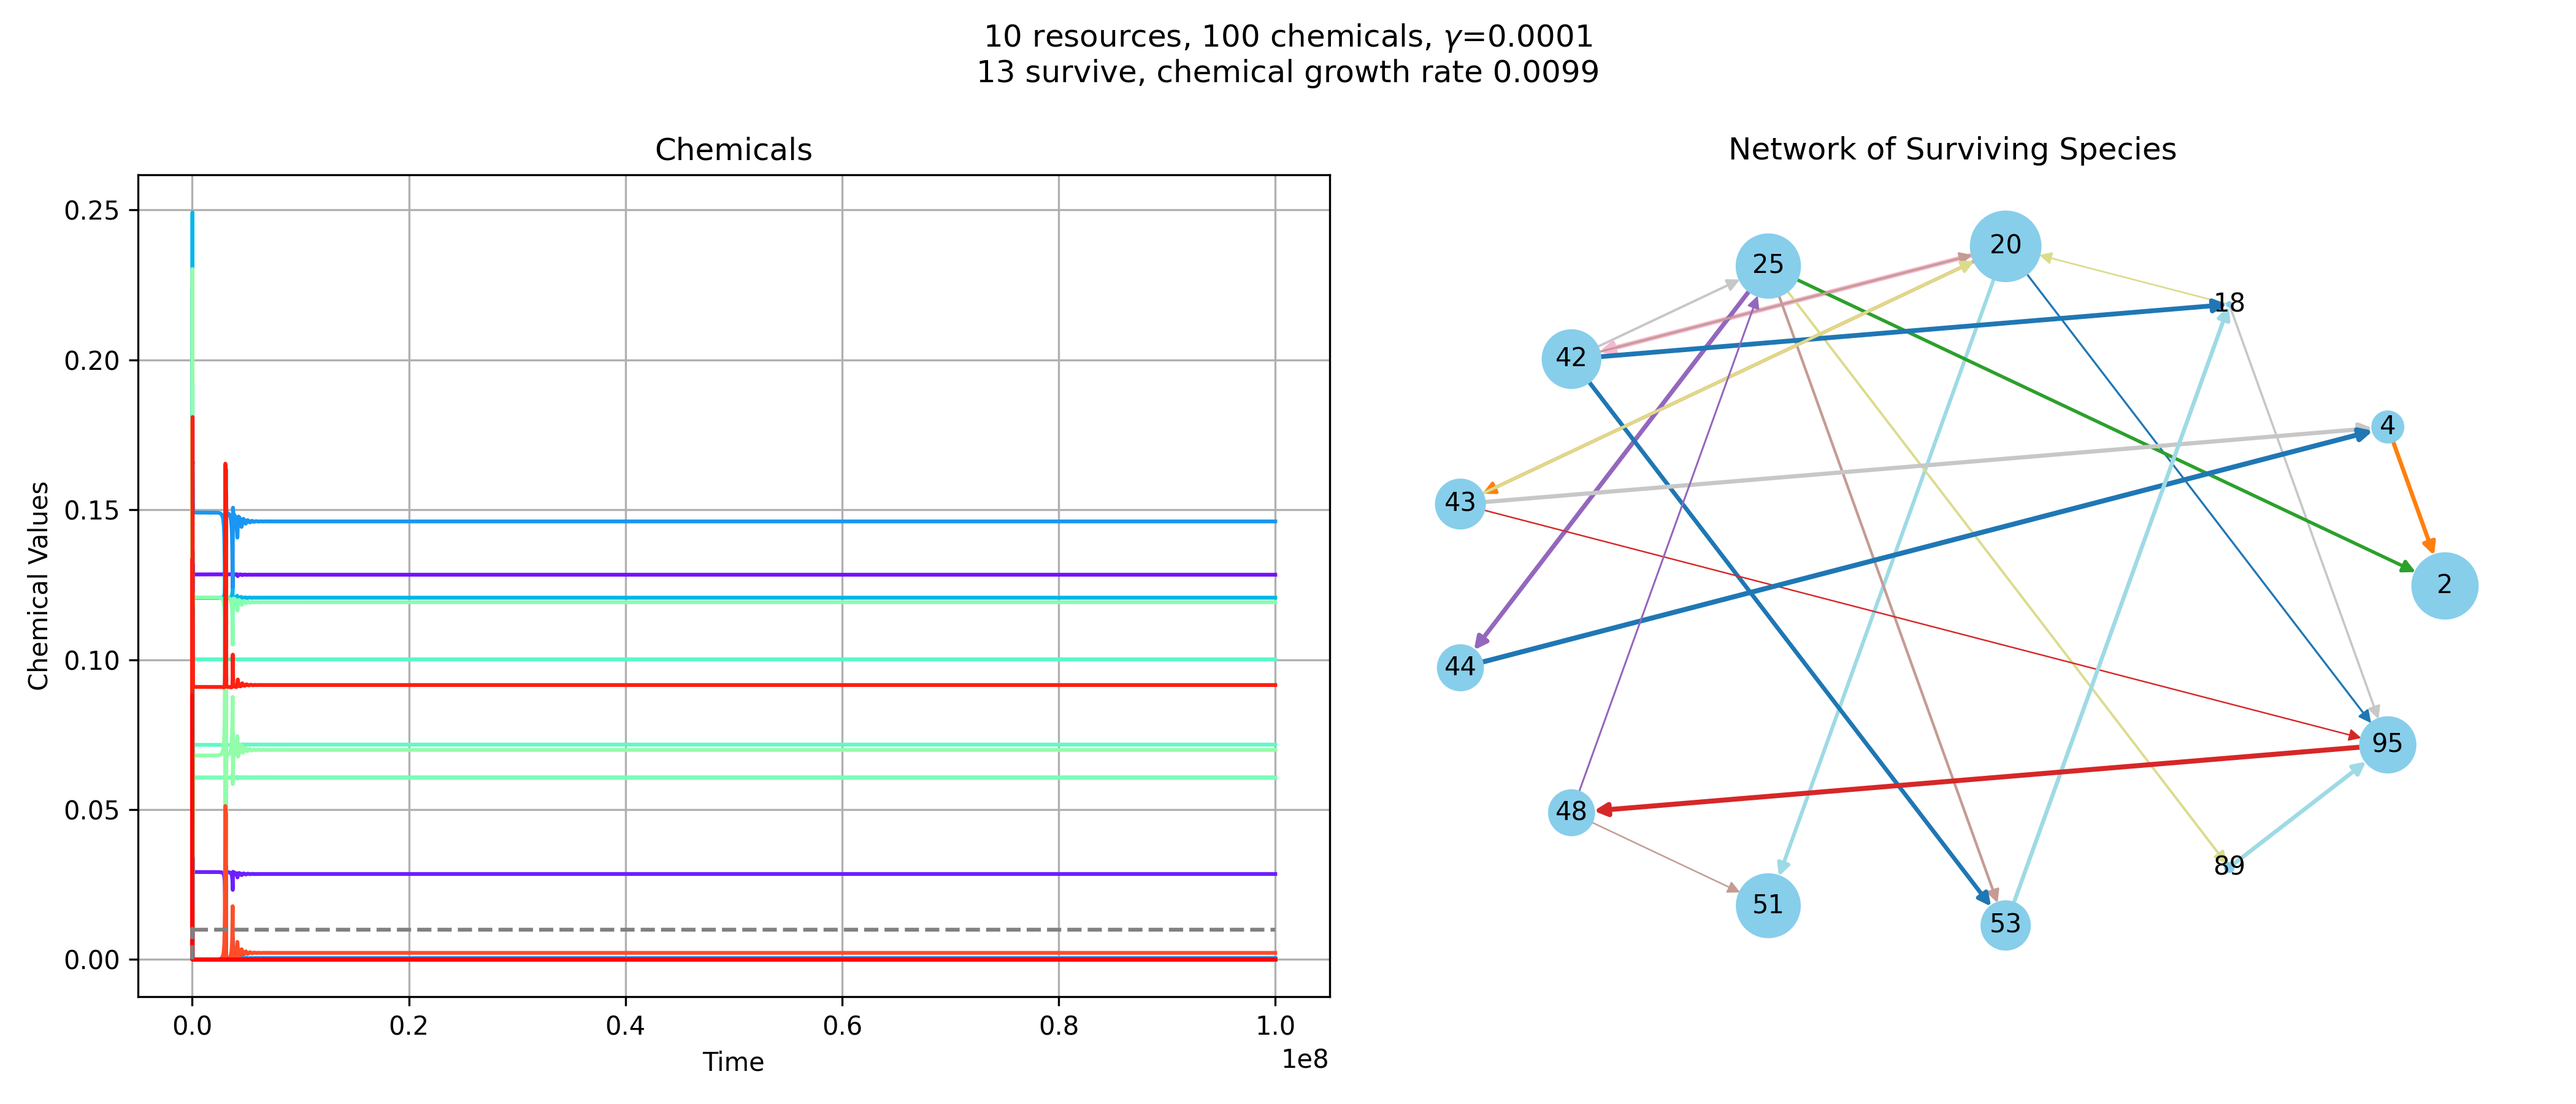 10 resources, 100 chemicals, γ=0.0001
13 survive, chemical growth rate 0.0099
Chemicals
Chemical Values
0.25
0.20
0.15
0.10
0.05
0.00
0.0 0.2 0.4 0.6 0.8 1.0
1e8
Time
Network of Surviving Species
20
25
18
42
4
43
2
44
95
48
89
51
53